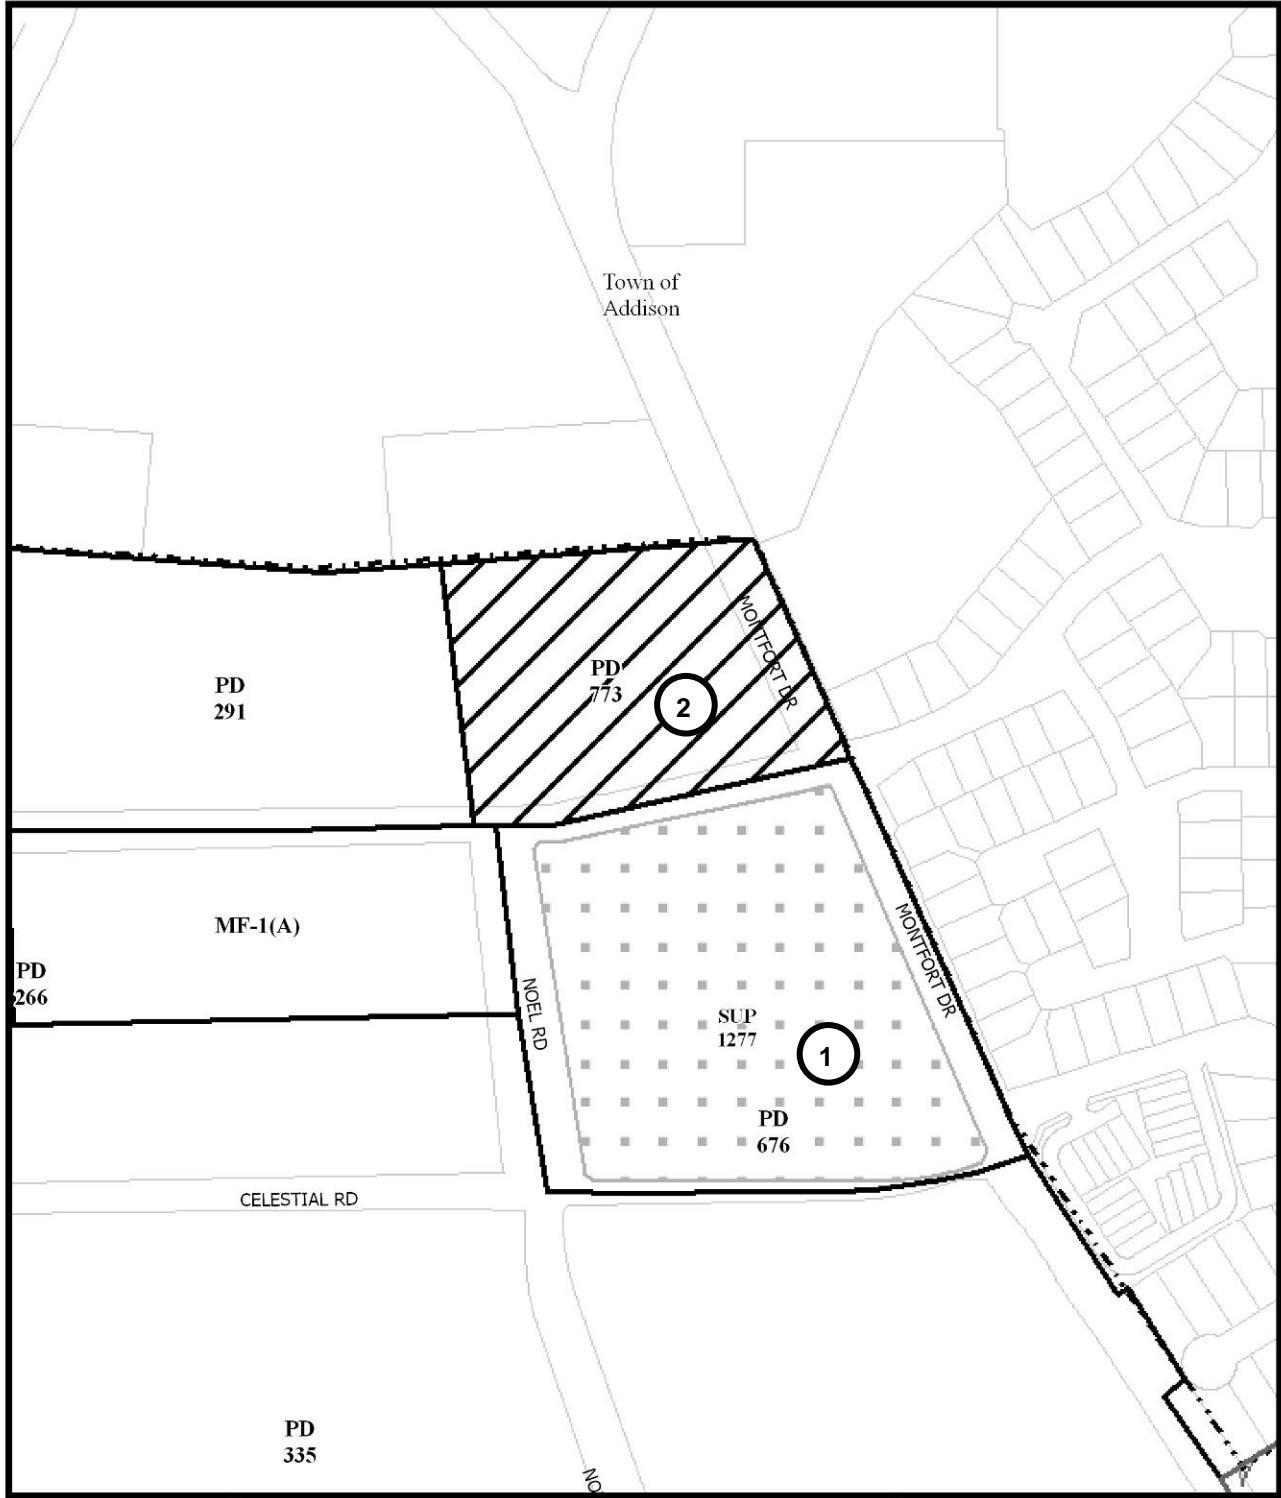 Town of
Addison
MONTFORT DR
PD
773
2
PD
291
MF-1(A)
PD
266
NOEL RD
MONTFORT DR
SUP
1277
1
PD
676
CELESTIAL RD
PD
335
NO